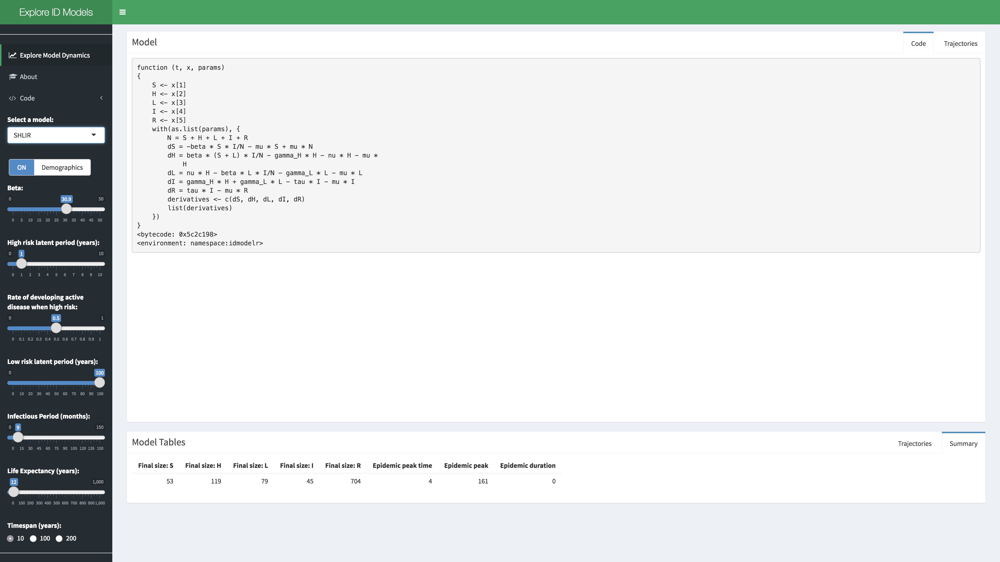 Explore ID Models
Explore Model Dynamics
About
Code
Select a model:
SHLIR
ON Demographics
Beta:
0 30.9 50
0 5 10 15 20 25 30 35 40 45 50
High risk latent period (years):
0 1 10
0 1 2 3 4 5 6 7 8 9 10
Rate of developing active
disease when high risk:
0 0.5 1
0 0.1 0.2 0.3 0.4 0.5 0.6 0.7 0.8 0.9 1
Low risk latent period (years):
0 100
0 10 20 30 40 50 60 70 80 90 100
Infectious Period (months):
0 9 150
0 15 30 45 60 75 90 105 120 135 150
Life Expectancy (years):
12 1,000
0 100 200 300 400 500 600 700 800 900 1,000
Timespan (years):
10 100 200
Model Code Trajectories
function (t, x, params)
{
    S <- x[1]
    H <- x[2]
    L <- x[3]
    I <- x[4]
    R <- x[5]
    with(as.list(params), {
        N = S + H + L + I + R
        dS = -beta * S * I/N - mu * S + mu * N
        dH = beta * (S + L) * I/N - gamma_H * H - nu * H - mu *
            H
        dL = nu * H - beta * L * I/N - gamma_L * L - mu * L
        dI = gamma_H * H + gamma_L * L - tau * I - mu * I
        dR = tau * I - mu * R
        derivatives <- c(dS, dH, dL, dI, dR)
        list(derivatives)
    })
}
<bytecode: 0x5c2c198>
<environment: namespace:idmodelr>
Model Tables Trajectories Summary
Final size: S Final size: H Final size: L Final size: I Final size: R Epidemic peak time Epidemic peak Epidemic duration
53 119 79 45 704 4 161 0